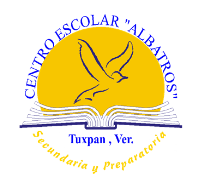 CENTRO ESCOLAR "ALBATROS"
Tuxpan , Ver.
Secundaria y Preparatoria